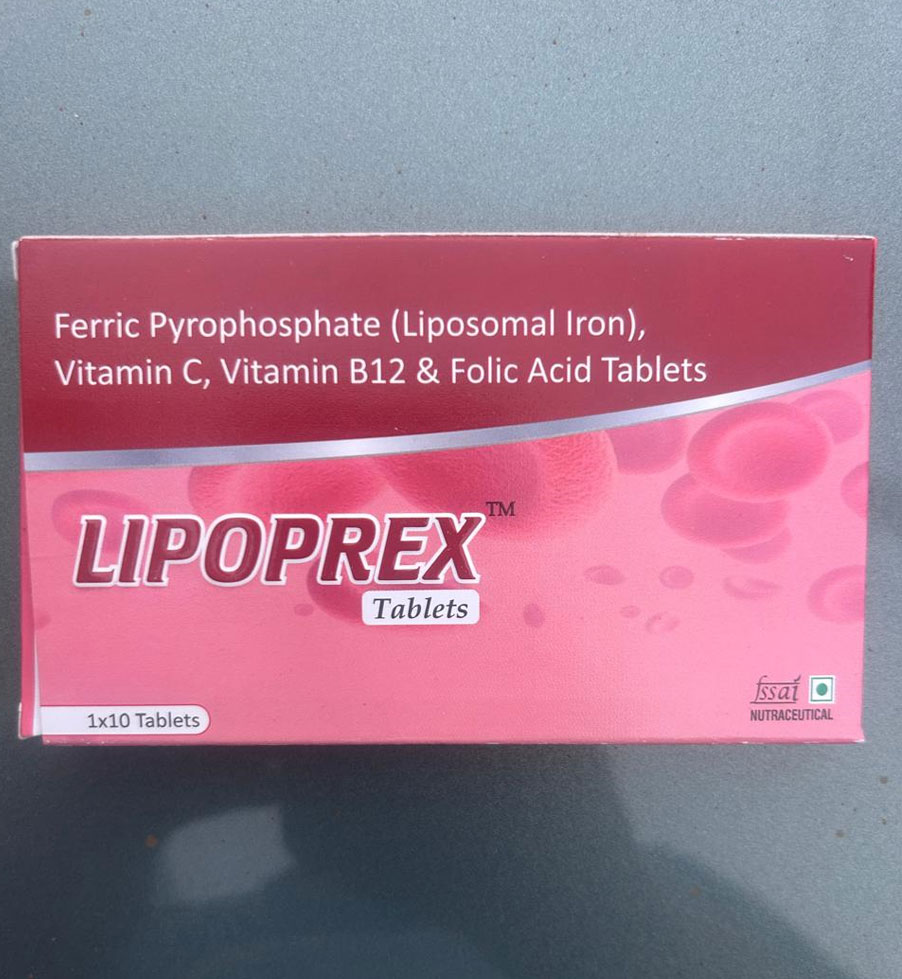 Ferric Pyrophosphate (Liposomal Iron),
Vitamin C, Vitamin B12 & Folic Acid Tablets
LIPOPREX™
Tablets
1x10 Tablets
fssai
NUTRACEUTICAL